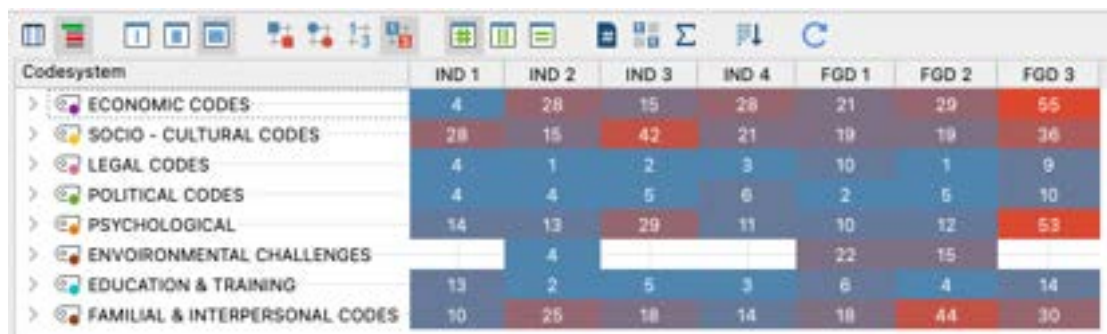 Codesystem IND 1 IND 2 IND 3 IND 4 FGD 1 FGD 2 FGD 3
ECONOMIC CODES 4 28 15 28 21 29 55
SOCIO - CULTURAL CODES 28 15 42 21 19 19 36
LEGAL CODES 4 1 2 3 10 1 9
POLITICAL CODES 4 4 5 6 2 5 10
PSYCHOLOGICAL 14 13 29 11 10 12 53
ENVOIRONMENTAL CHALLENGES 4 22 15
EDUCATION & TRAINING 13 2 5 3 6 4 14
FAMILIAL & INTERPERSONAL CODES 10 25 18 14 18 44 30